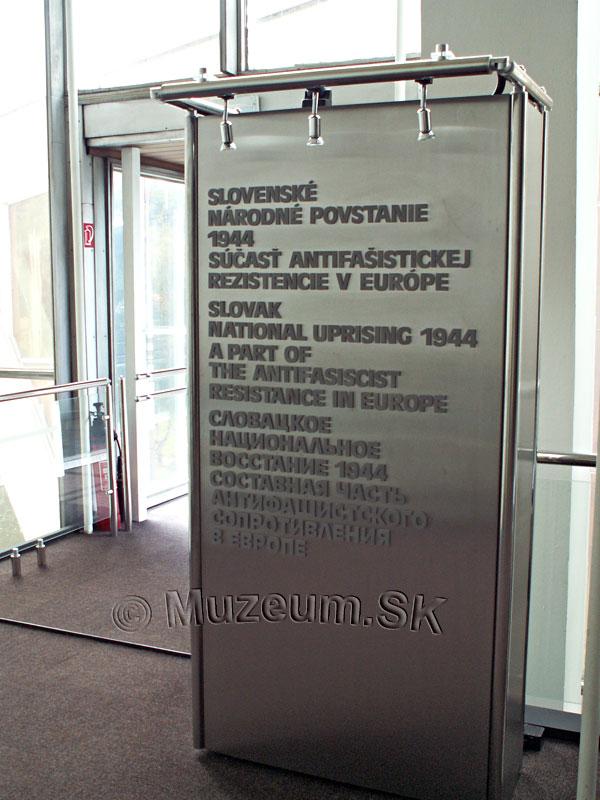 SLOVENSKÉ
NÁRODNÉ POVSTANIE
1944
SÚČASŤ ANTIFAŠISTICKEJ
REZISTENCIE V EURÓPE
SLOVAK
NATIONAL UPRISING 1944
A PART OF
THE ANTIFASISCIST
RESISTANCE IN EUROPE
СЛОВАЦКОЕ
НАЦИОНАЛЬНОЕ
ВОССТАНИЕ 1944
СОСТАВНАЯ ЧАСТЬ
АНТИФАШИСТСКОГО
СОПРОТИВЛЕНИЯ
В ЕВРОПЕ
© Muzeum.SK